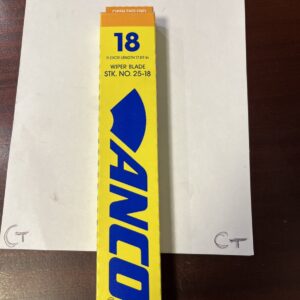 18
WIPER BLADE
STK. NO. 25-18
ANCO
CT
CT